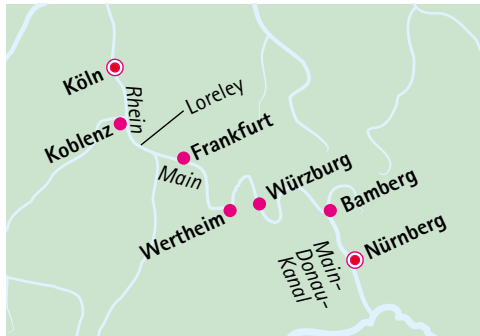 Köln
Rhein
Loreley
Koblenz
Frankfurt
Main
Würzburg
Wertheim
Bamberg
Nürnberg
Main-
Donau-
Kanal